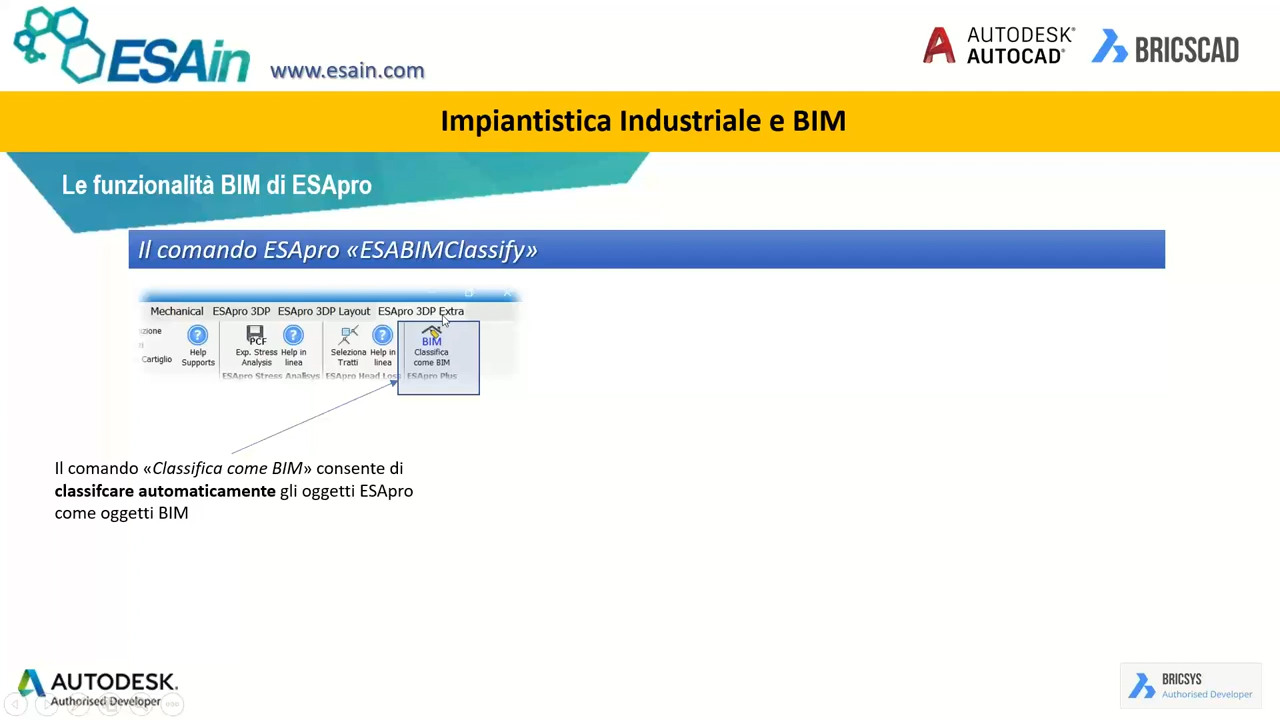 ESAin
www.esain.com
AUTODESK®
AUTOCAD®
BRICSCAD
Impiantistica Industriale e BIM
Le funzionalità BIM di ESApro
Il comando ESApro «ESABIMClassify»
Mechanical ESApro 3DP ESApro 3DP Layout ESApro 3DP Extra
zione
Cartiglio
Help
Supports
PCF
Exp. Stress
Analysis
Help in
linea
Seleziona
Tratti
Help in
linea
BIM
Classifica
come BIM
ESApro Stress Analisys ESApro Head Los ESApro Plus
Il comando «Classifica come BIM» consente di
classifcare automaticamente gli oggetti ESApro
come oggetti BIM
AUTODESK.
Authorised Developer
BRICSYS
Authorised Developer